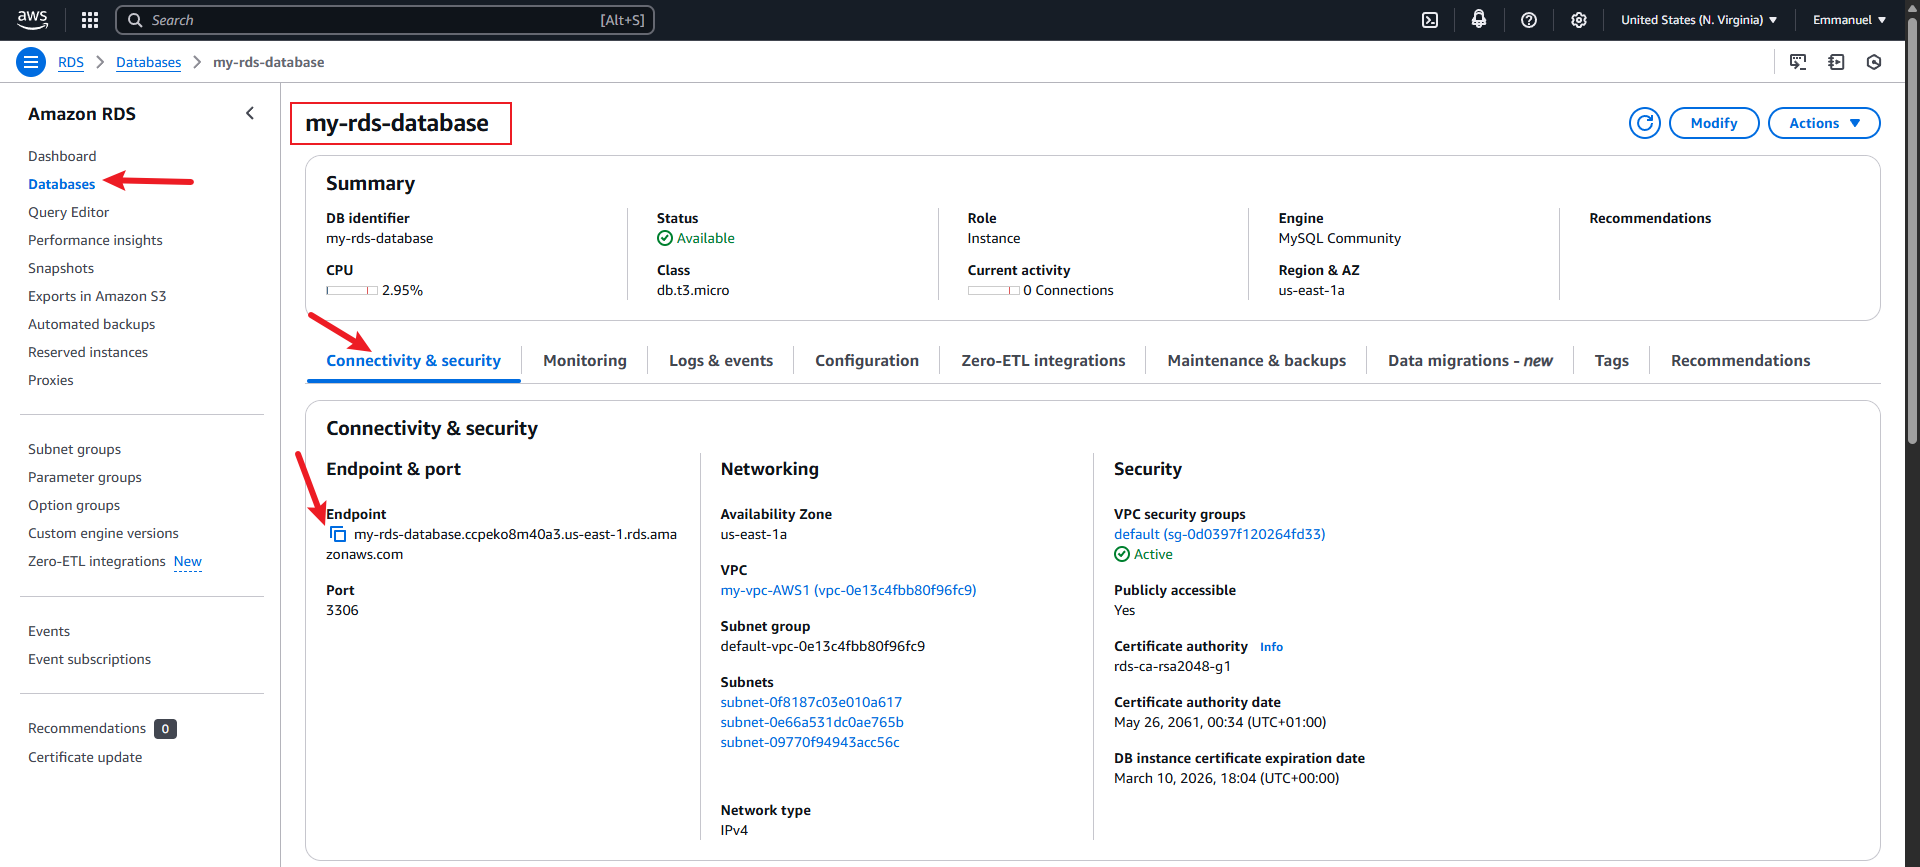 aws
Search [Alt+S]
United States (N. Virginia)
Emmanuel
RDS
Databases
my-rds-database
Amazon RDS
Dashboard
Databases
Query Editor
Performance insights
Snapshots
Exports in Amazon S3
Automated backups
Reserved instances
Proxies
Subnet groups
Parameter groups
Option groups
Custom engine versions
Zero-ETL integrations New
Events
Event subscriptions
Recommendations 0
Certificate update
my-rds-database
Modify
Actions
Summary
DB identifier
my-rds-database
CPU
2.95%
Status
Available
Class
db.t3.micro
Role
Instance
Current activity
0 Connections
Engine
MySQL Community
Region & AZ
us-east-1a
Recommendations
Connectivity & security
Monitoring
Logs & events
Configuration
Zero-ETL integrations
Maintenance & backups
Data migrations - new
Tags
Recommendations
Connectivity & security
Endpoint & port
Endpoint
my-rds-database.ccpeko8m40a3.us-east-1.rds.ama
zonaws.com
Port
3306
Networking
Availability Zone
us-east-1a
VPC
my-vpc-AWS1 (vpc-0e13c4fbb80f96fc9)
Subnet group
default-vpc-0e13c4fbb80f96fc9
Subnets
subnet-0f8187c03e010a617
subnet-0e66a531dc0ae765b
subnet-09770f94943acc56c
Network type
IPv4
Security
VPC security groups
default (sg-0d0397f120264fd33)
Active
Publicly accessible
Yes
Certificate authority Info
rds-ca-rsa2048-g1
Certificate authority date
May 26, 2061, 00:34 (UTC+01:00)
DB instance certificate expiration date
March 10, 2026, 18:04 (UTC+00:00)